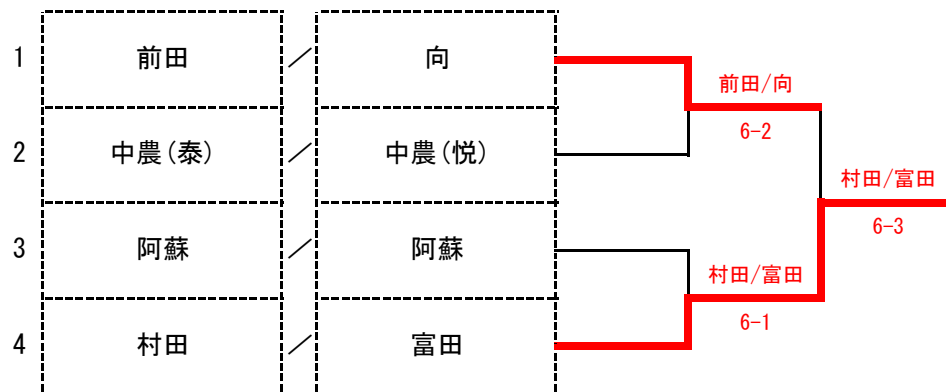 1 前田 / 向
前田/向
6-2
2 中農(泰) / 中農(悦)
村田/富田
6-3
3 阿蘇 / 阿蘇
村田/富田
6-1
4 村田 / 富田